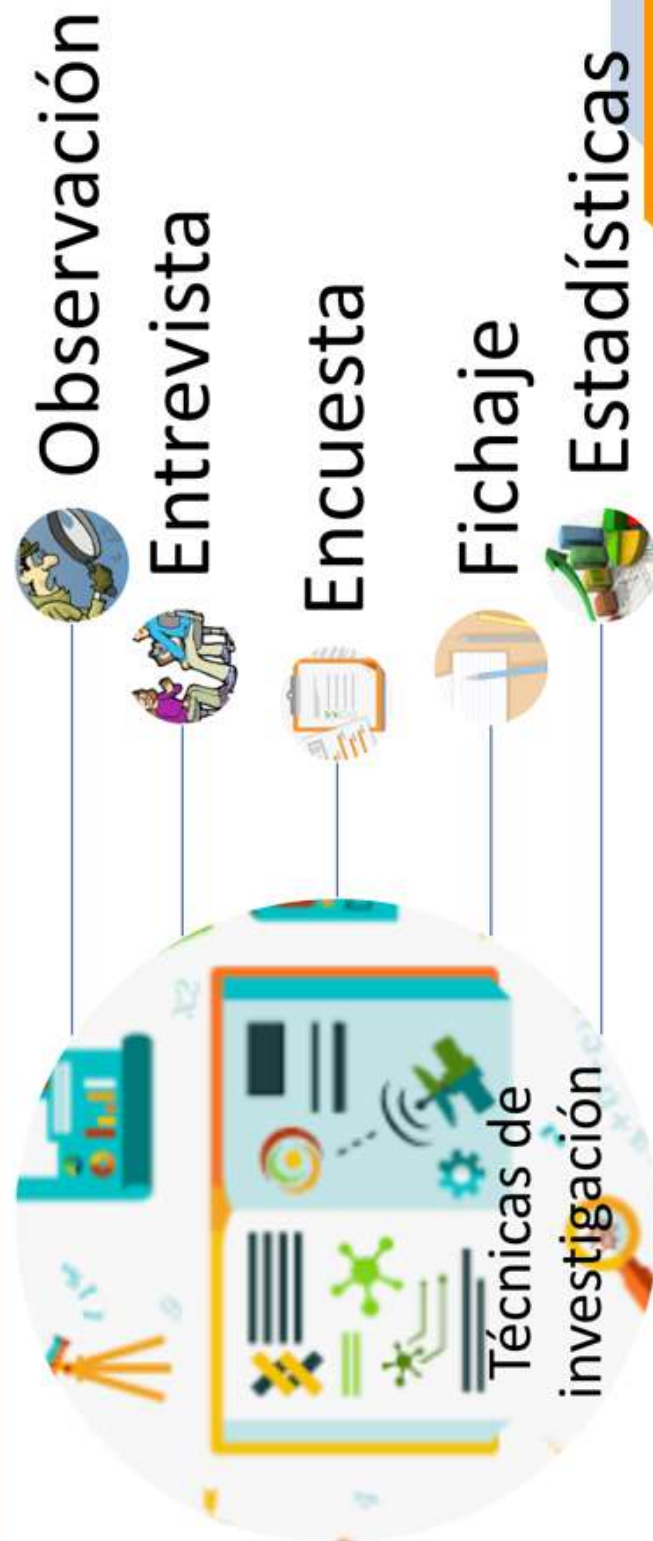 Técnicas de
investigación
Observación
Entrevista
Encuesta
Fichaje
Estadísticas